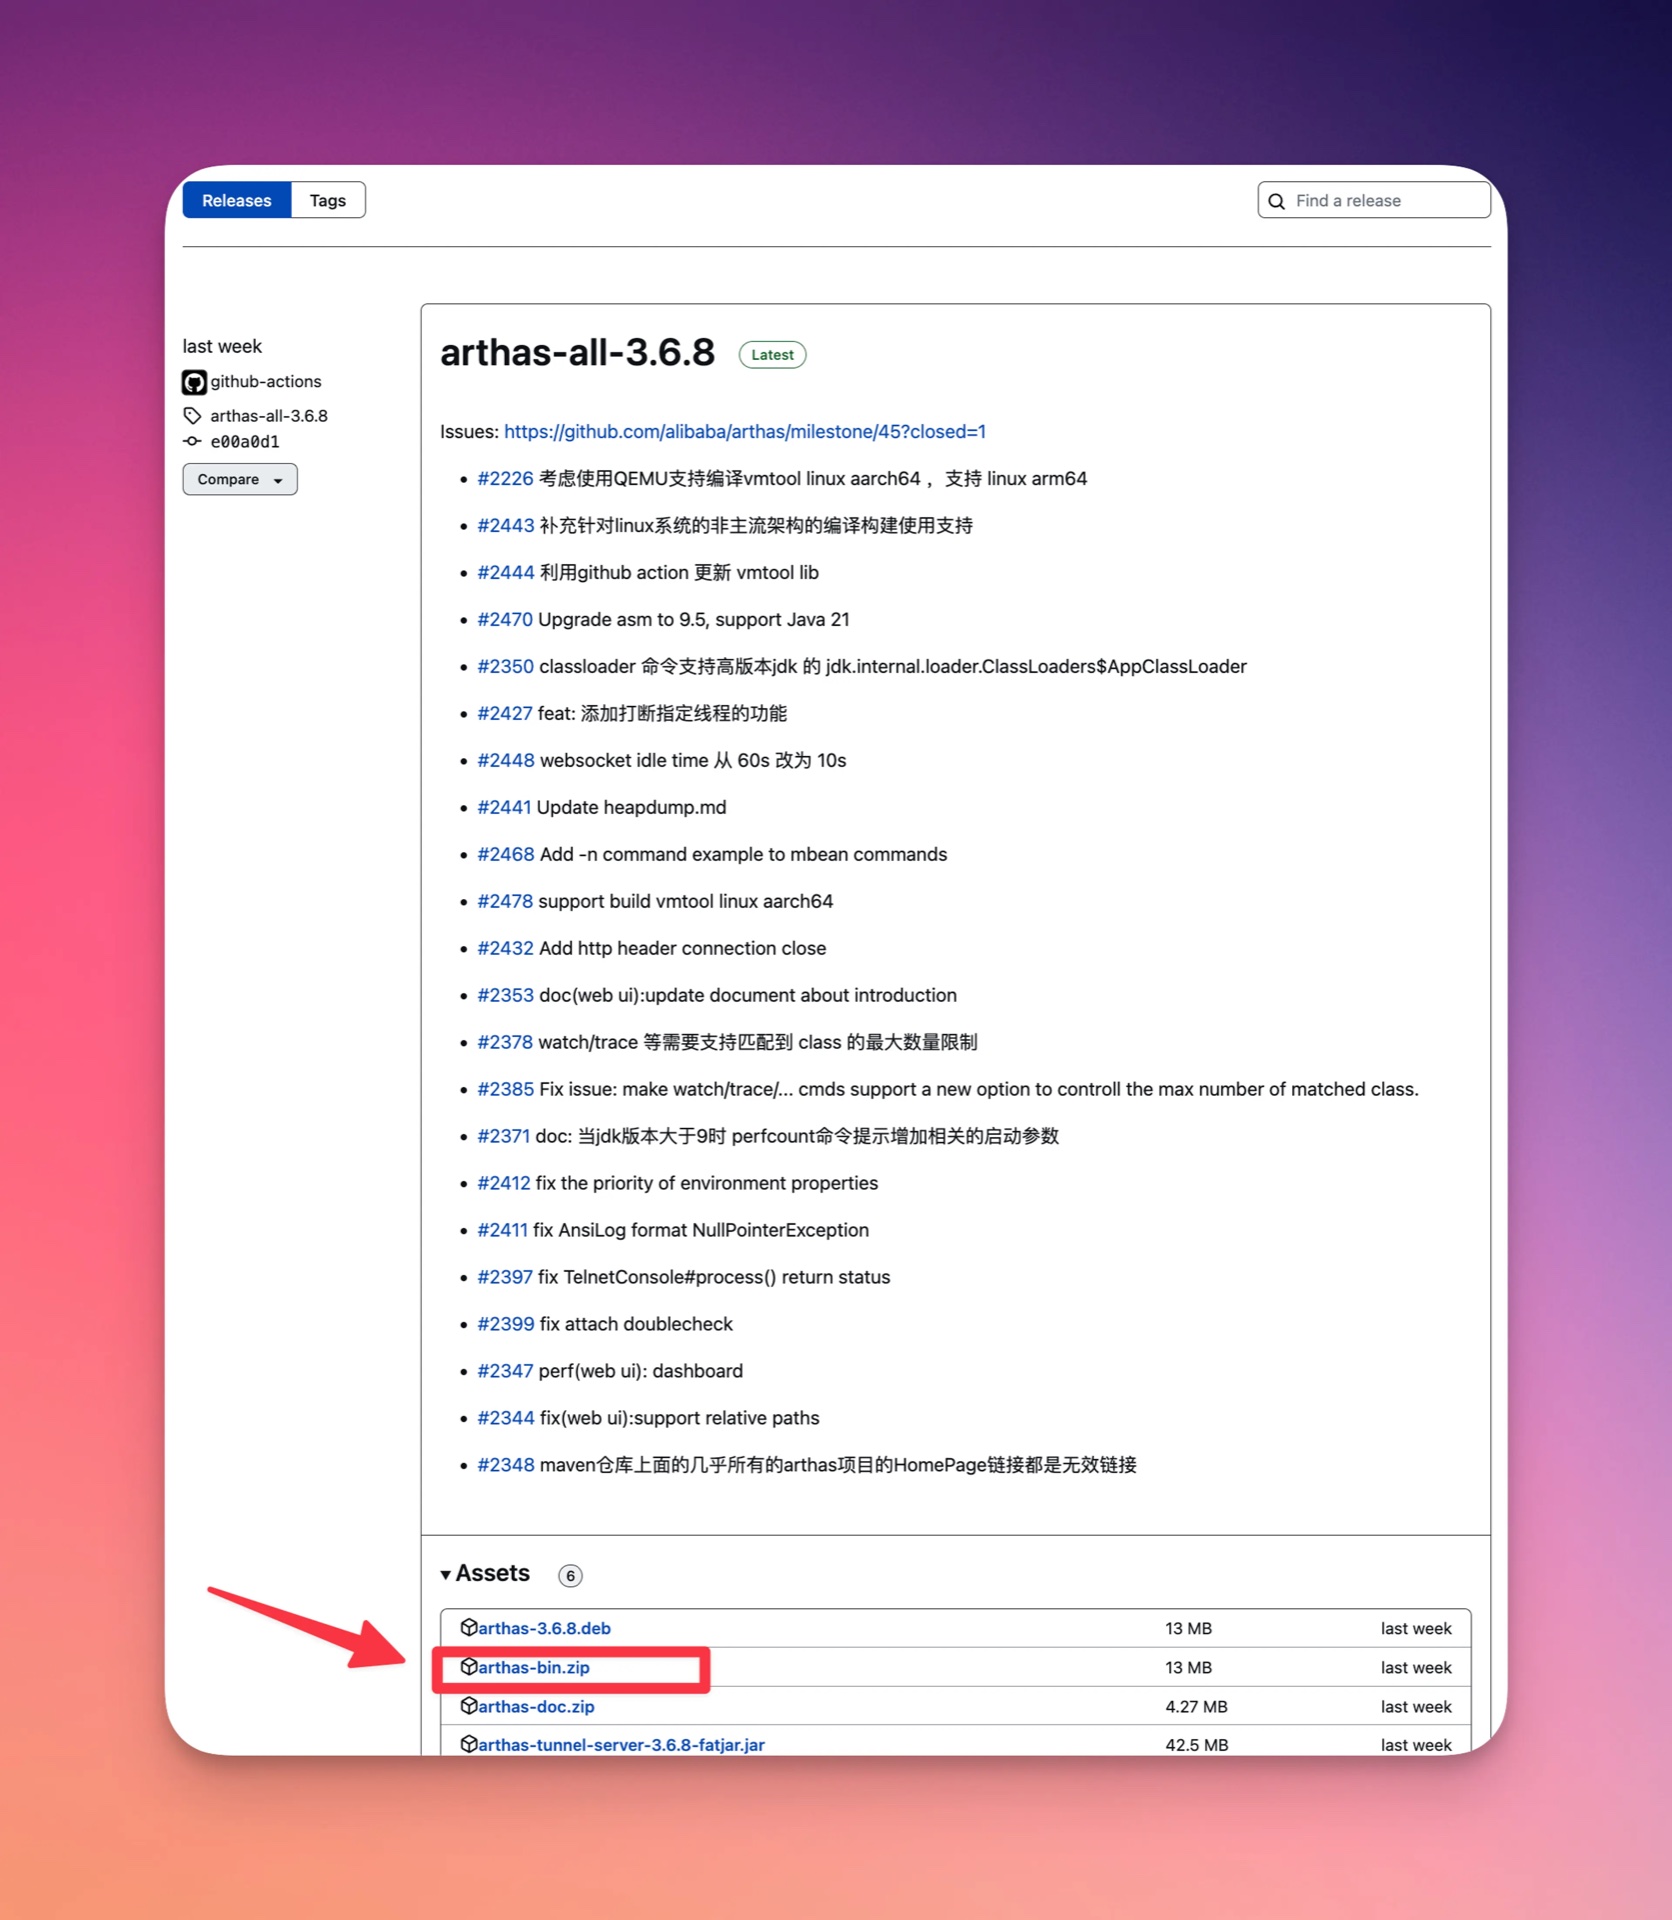 Releases
Tags
Find a release
last week
github-actions
arthas-all-3.6.8
e00a0d1
Compare
arthas-all-3.6.8
Latest
Issues: https://github.com/alibaba/arthas/milestone/45?closed=1
#2226 考虑使用QEMU支持编译vmtool linux aarch64 ，支持 linux arm64
#2443 补充针对linux系统的非主流架构的编译构建使用支持
#2444 利用github action 更新 vmtool lib
#2470 Upgrade asm to 9.5, support Java 21
#2350 classloader 命令支持高版本jdk 的 jdk.internal.loader.ClassLoaders$AppClassLoader
#2427 feat: 添加打断指定线程的功能
#2448 websocket idle time 从 60s 改为 10s
#2441 Update heapdump.md
#2468 Add -n command example to mbean commands
#2478 support build vmtool linux aarch64
#2432 Add http header connection close
#2353 doc(web ui):update document about introduction
#2378 watch/trace 等需要支持匹配到 class 的最大数量限制
#2385 Fix issue: make watch/trace/... cmds support a new option to controll the max number of matched class.
#2371 doc: 当jdk版本大于9时 perfcount命令提示增加相关的启动参数
#2412 fix the priority of environment properties
#2411 fix AnsiLog format NullPointerException
#2397 fix TelnetConsole#process() return status
#2399 fix attach doublecheck
#2347 perf(web ui): dashboard
#2344 fix(web ui):support relative paths
#2348 maven仓库上面的几乎所有的arthas项目的HomePage链接都是无效链接
Assets 6
arthas-3.6.8.deb 13 MB last week
arthas-bin.zip 13 MB last week
arthas-doc.zip 4.27 MB last week
arthas-tunnel-server-3.6.8-fatjar.jar 42.5 MB last week